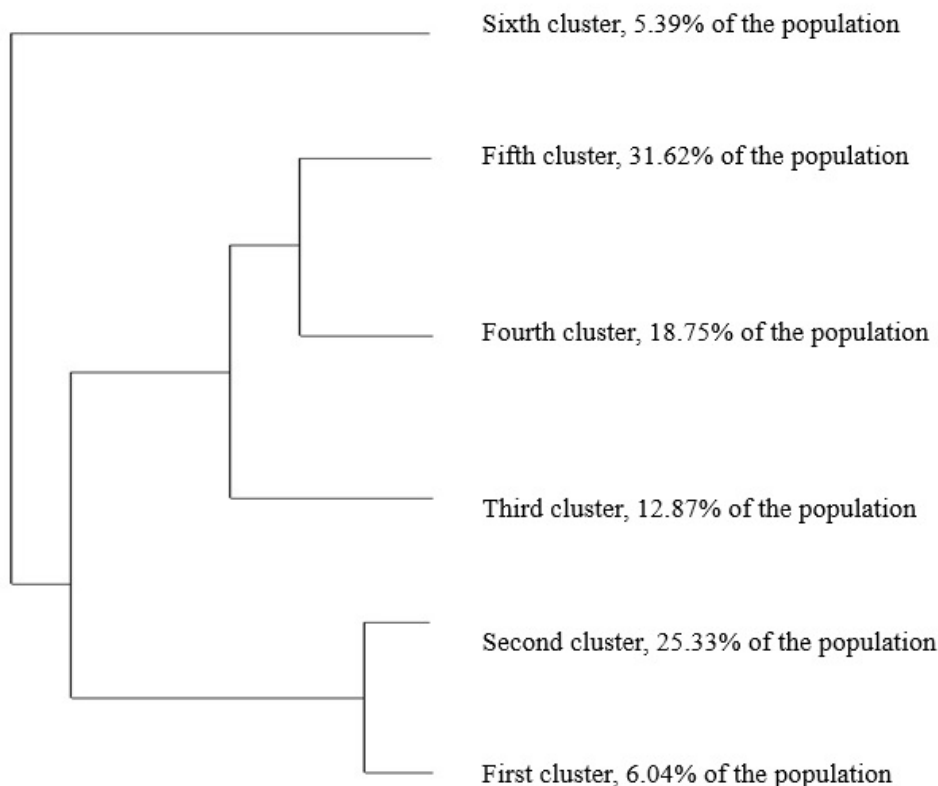 Sixth cluster, 5.39% of the population
Fifth cluster, 31.62% of the population
Fourth cluster, 18.75% of the population
Third cluster, 12.87% of the population
Second cluster, 25.33% of the population
First cluster, 6.04% of the population